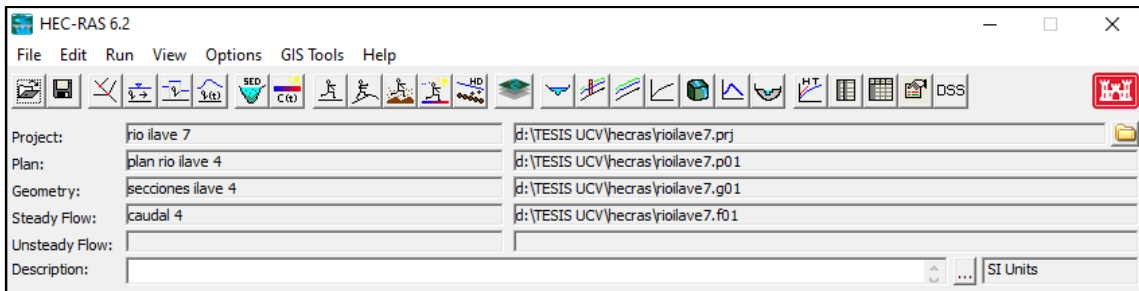 HEC-RAS 6.2
File Edit Run View Options GIS Tools Help
SED C(t) HD HT DSS
Project: rio ilave 7 d:\TESIS UCV\hecras\rioilave7.prj
Plan: plan rio ilave 4 d:\TESIS UCV\hecras\rioilave7.p01
Geometry: secciones ilave 4 d:\TESIS UCV\hecras\rioilave7.g01
Steady Flow: caudal 4 d:\TESIS UCV\hecras\rioilave7.f01
Unsteady Flow:
Description: ... SI Units